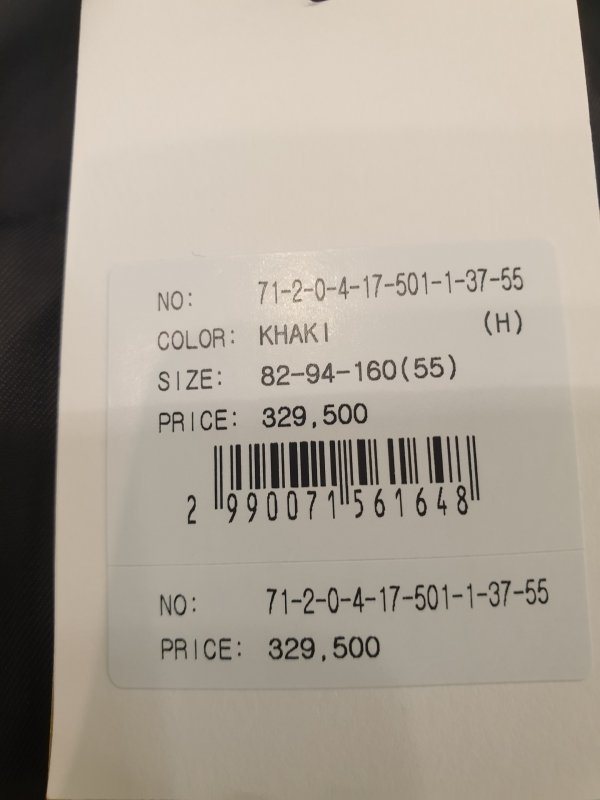 NO: 71-2-0-4-17-501-1-37-55
COLOR: KHAKI (H)
SIZE: 82-94-160(55)
PRICE: 329,500
2 990071 561648
NO: 71-2-0-4-17-501-1-37-55
PRICE: 329,500